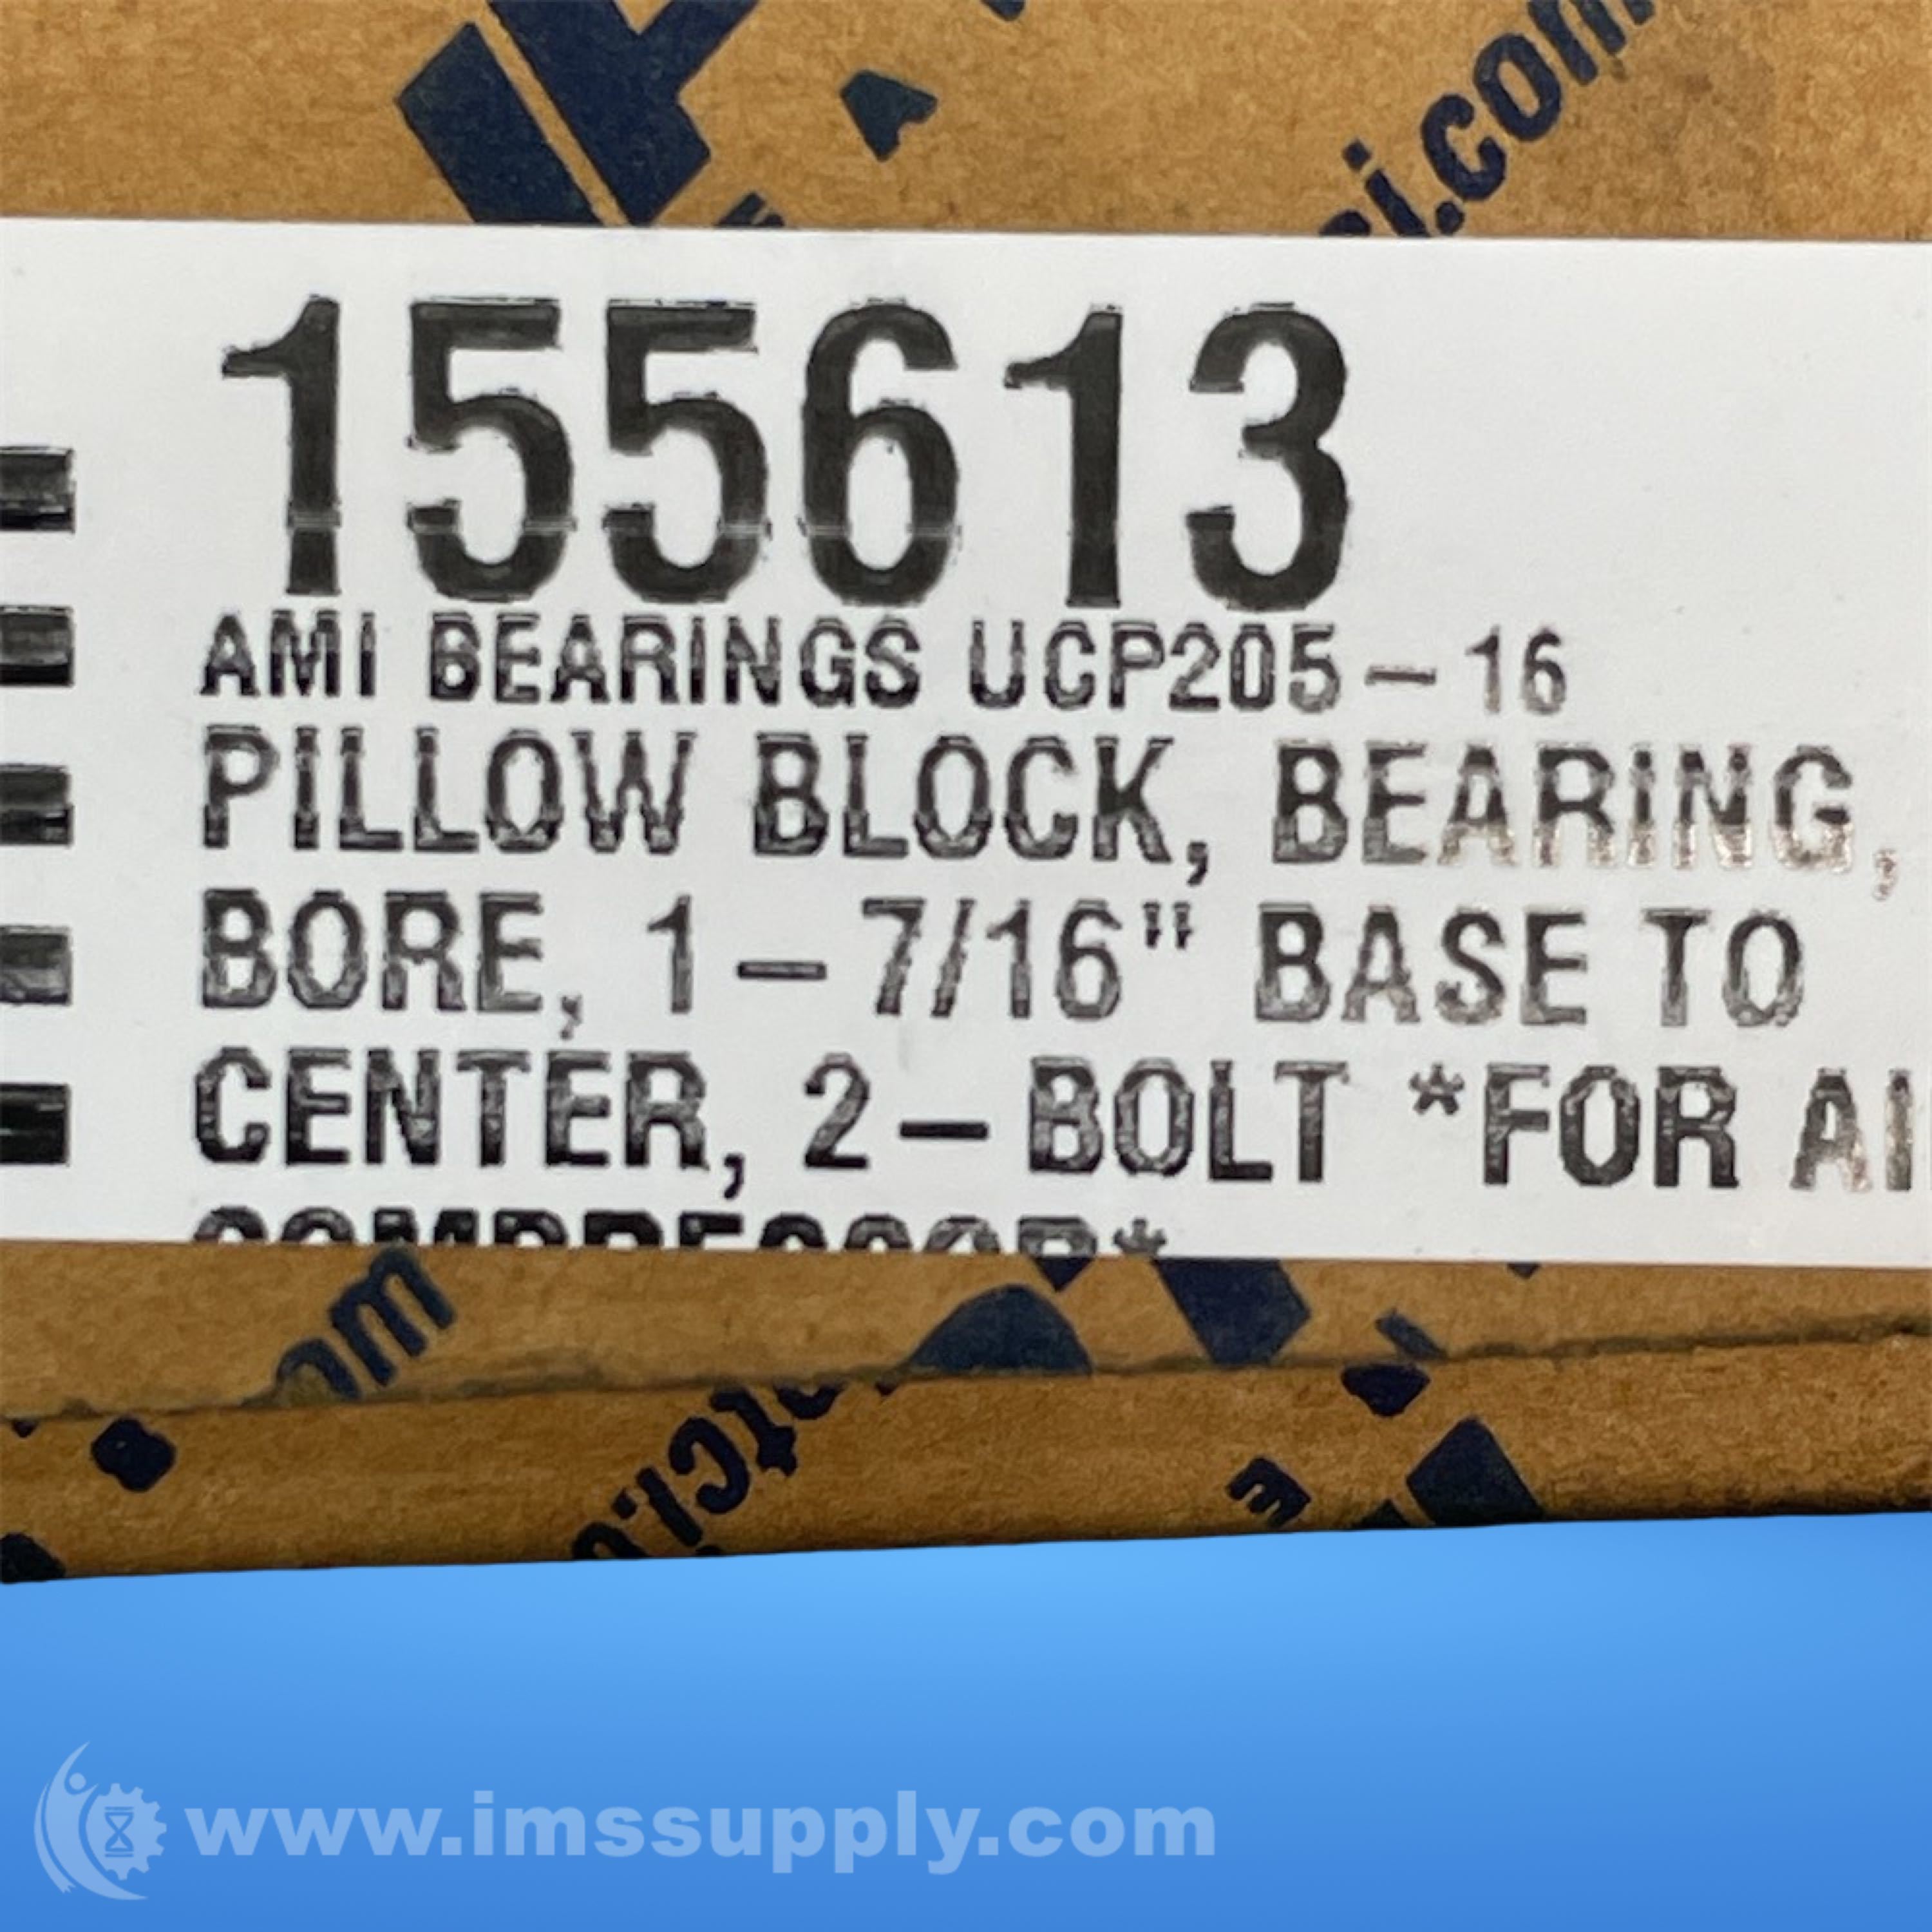 155613
AMI BEARINGS UCP205-16
PILLOW BLOCK, BEARING,
BORE, 1-7/16" BASE TO
CENTER, 2-BOLT *FOR AI
COMPRESSOR*
www.imssupply.com